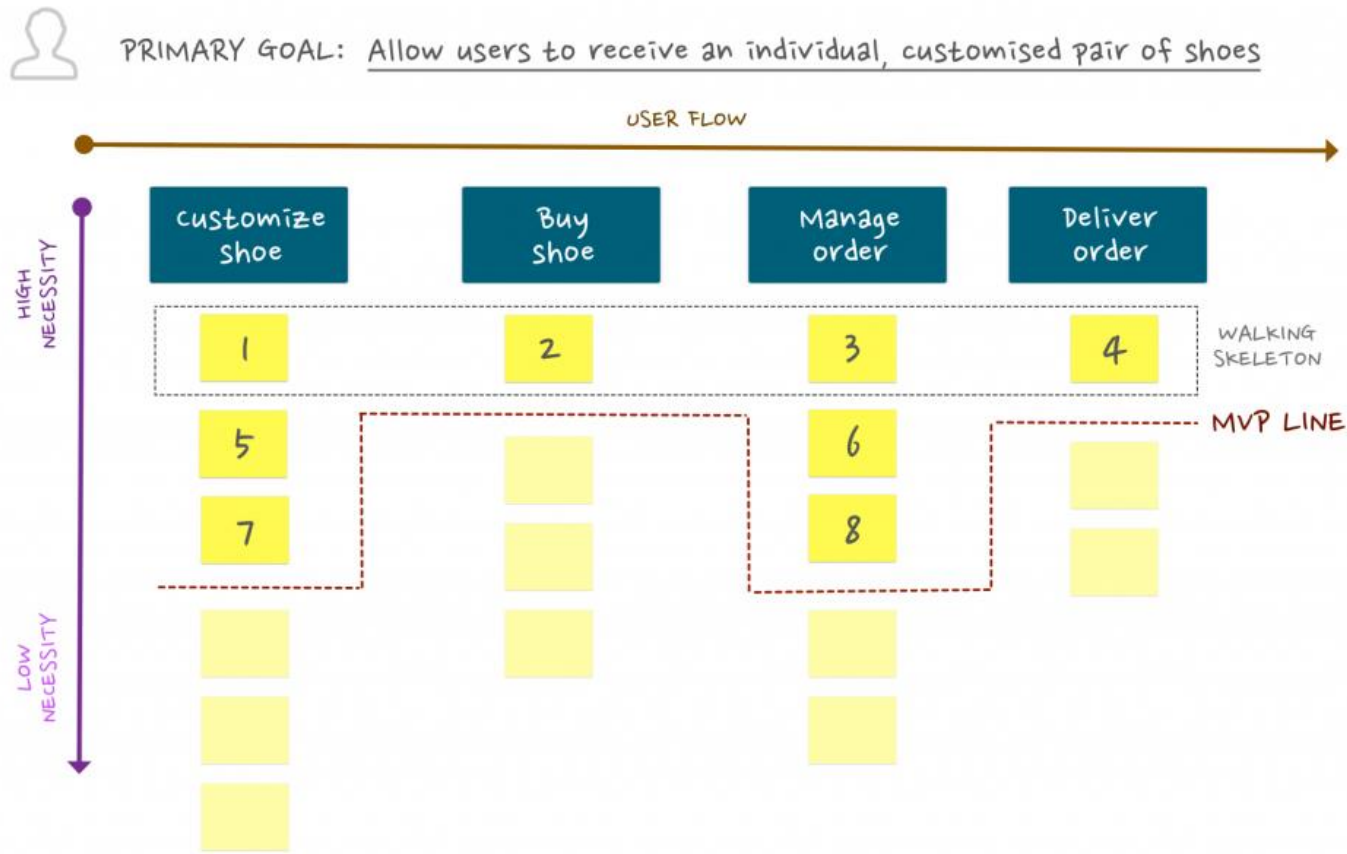 PRIMARY GOAL: Allow users to receive an individual, customised pair of shoes
USER FLOW
HIGH
NECESSITY
LOW
NECESSITY
customize
shoe
Buy
shoe
Manage
order
Deliver
order
1
2
3
4
WALKING
SKELETON
5
6
MVP LINE
7
8